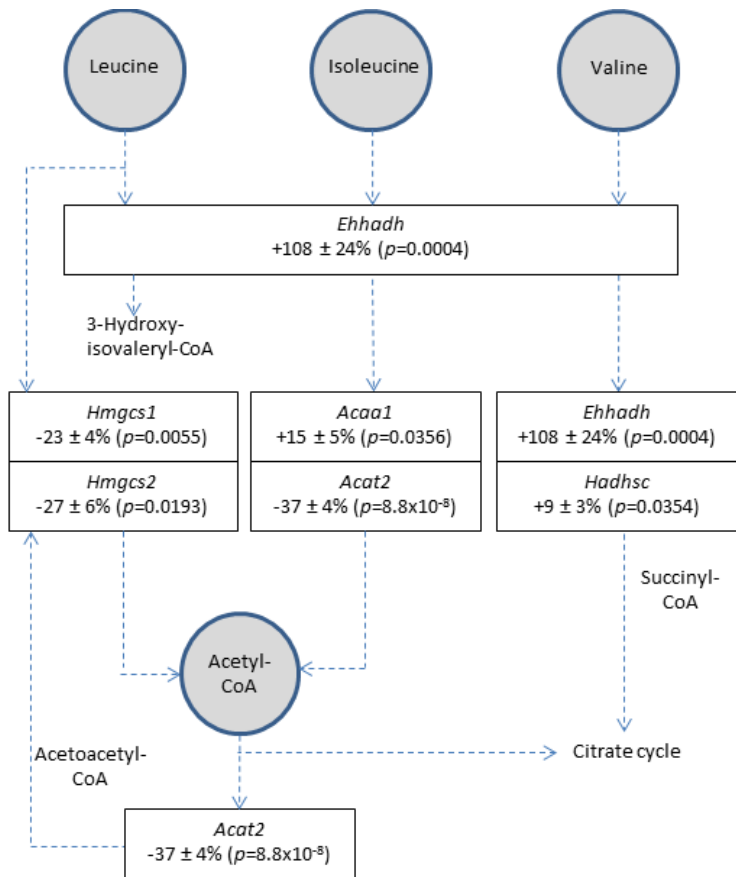 Leucine
Isoleucine
Valine
Ehhadh
+108 ± 24% (p=0.0004)
3-Hydroxy-
isovaleryl-CoA
Hmgcs1
-23 ± 4% (p=0.0055)
Hmgcs2
-27 ± 6% (p=0.0193)
Acaa1
+15 ± 5% (p=0.0356)
Acat2
-37 ± 4% (p=8.8x10⁻⁸)
Ehhadh
+108 ± 24% (p=0.0004)
Hadhsc
+9 ± 3% (p=0.0354)
Succinyl-
CoA
Acetyl-
CoA
Acetoacetyl-
CoA
Citrate cycle
Acat2
-37 ± 4% (p=8.8x10⁻⁸)